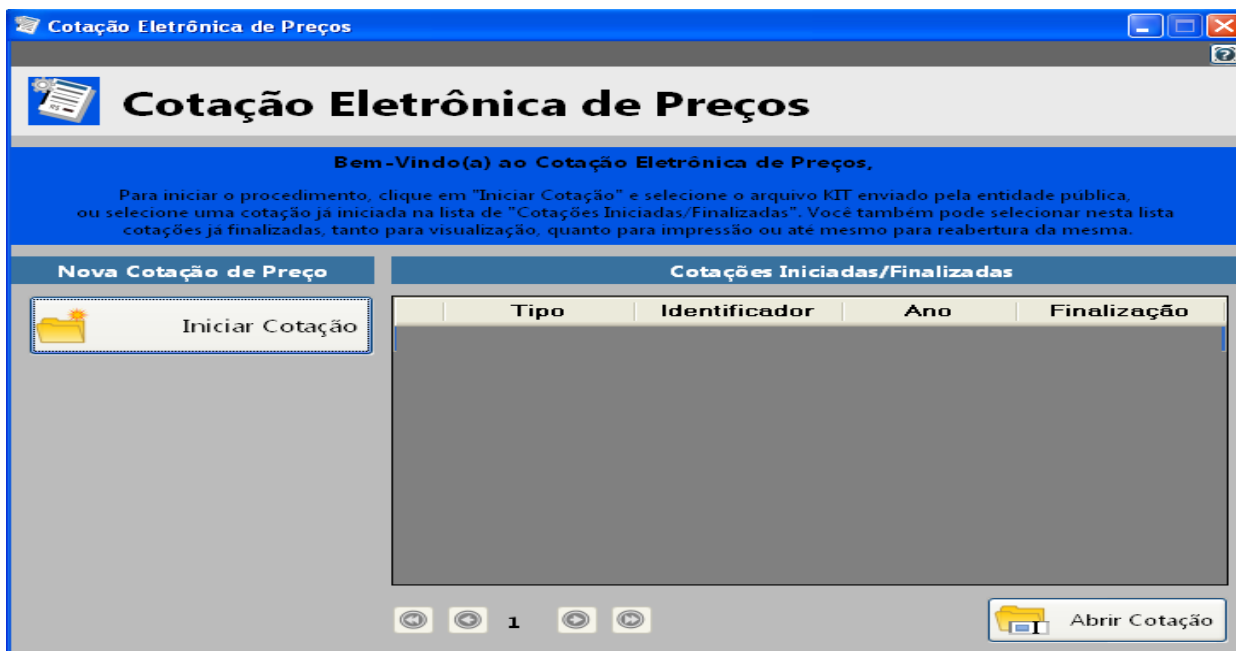 Cotação Eletrônica de Preços
Cotação Eletrônica de Preços
Bem-Vindo(a) ao Cotação Eletrônica de Preços,
Para iniciar o procedimento, clique em "Iniciar Cotação" e selecione o arquivo KIT enviado pela entidade pública,
ou selecione uma cotação já iniciada na lista de "Cotações Iniciadas/Finalizadas". Você também pode selecionar nesta lista
cotações já finalizadas, tanto para visualização, quanto para impressão ou até mesmo para reabertura da mesma.
Nova Cotação de Preço
Cotações Iniciadas/Finalizadas
Iniciar Cotação
Tipo Identificador Ano Finalização
1
Abrir Cotação